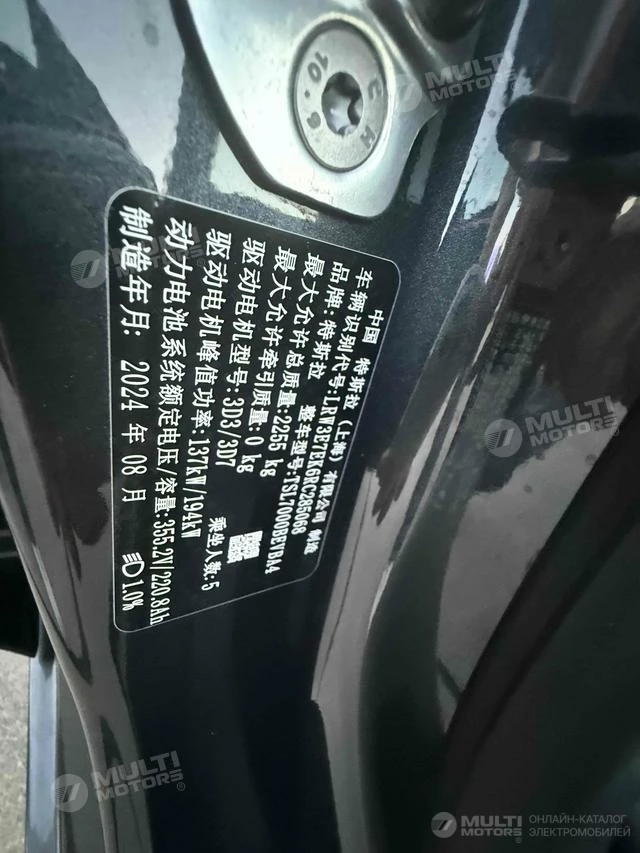 中国 特斯拉（上海）有限公司 制造
车辆识别代号:LRW3E7EK6RC285068
品牌:特斯拉 整车型号:TSL7000BEVBA4
最大允许总质量:2255 kg
最大允许牵引质量:0 kg
驱动电机型号:3D3/3D7 乘坐人数:5
驱动电机峰值功率:137kW/194kW
动力电池系统额定电压/容量:355.2V/220.8Ah
制造年月: 2024 年 08 月 1.0%
10.9
MULTI MOTORS®
MULTI MOTORS®
MULTI MOTORS®
MULTI MOTORS®
MULTI MOTORS®
ОНЛАЙН-КАТАЛОГ
ЭЛЕКТРОМОБИЛЕЙ